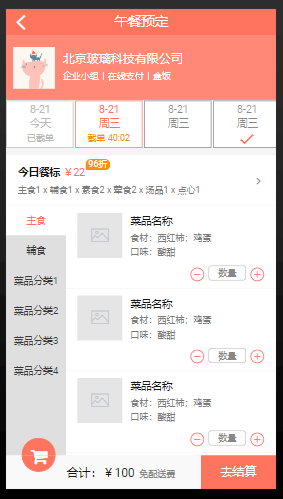 午餐预定
北京玻璃科技有限公司
企业小组 | 在线支付 | 盒饭
8-21 8-21 8-21 8-21
今天 周三 周三 周三
已截单 截单 40:02
今日餐标 ￥22 96折
主食1 x 辅食1 x 素食2 x 荤食2 x 汤品1 x 点心1
主食
辅食
菜品分类1
菜品分类2
菜品分类3
菜品分类4
菜品名称
食材：西红柿；鸡蛋
口味：酸甜
数量
菜品名称
食材：西红柿；鸡蛋
口味：酸甜
数量
菜品名称
食材：西红柿；鸡蛋
口味：酸甜
数量
合计：￥100 免配送费
去结算